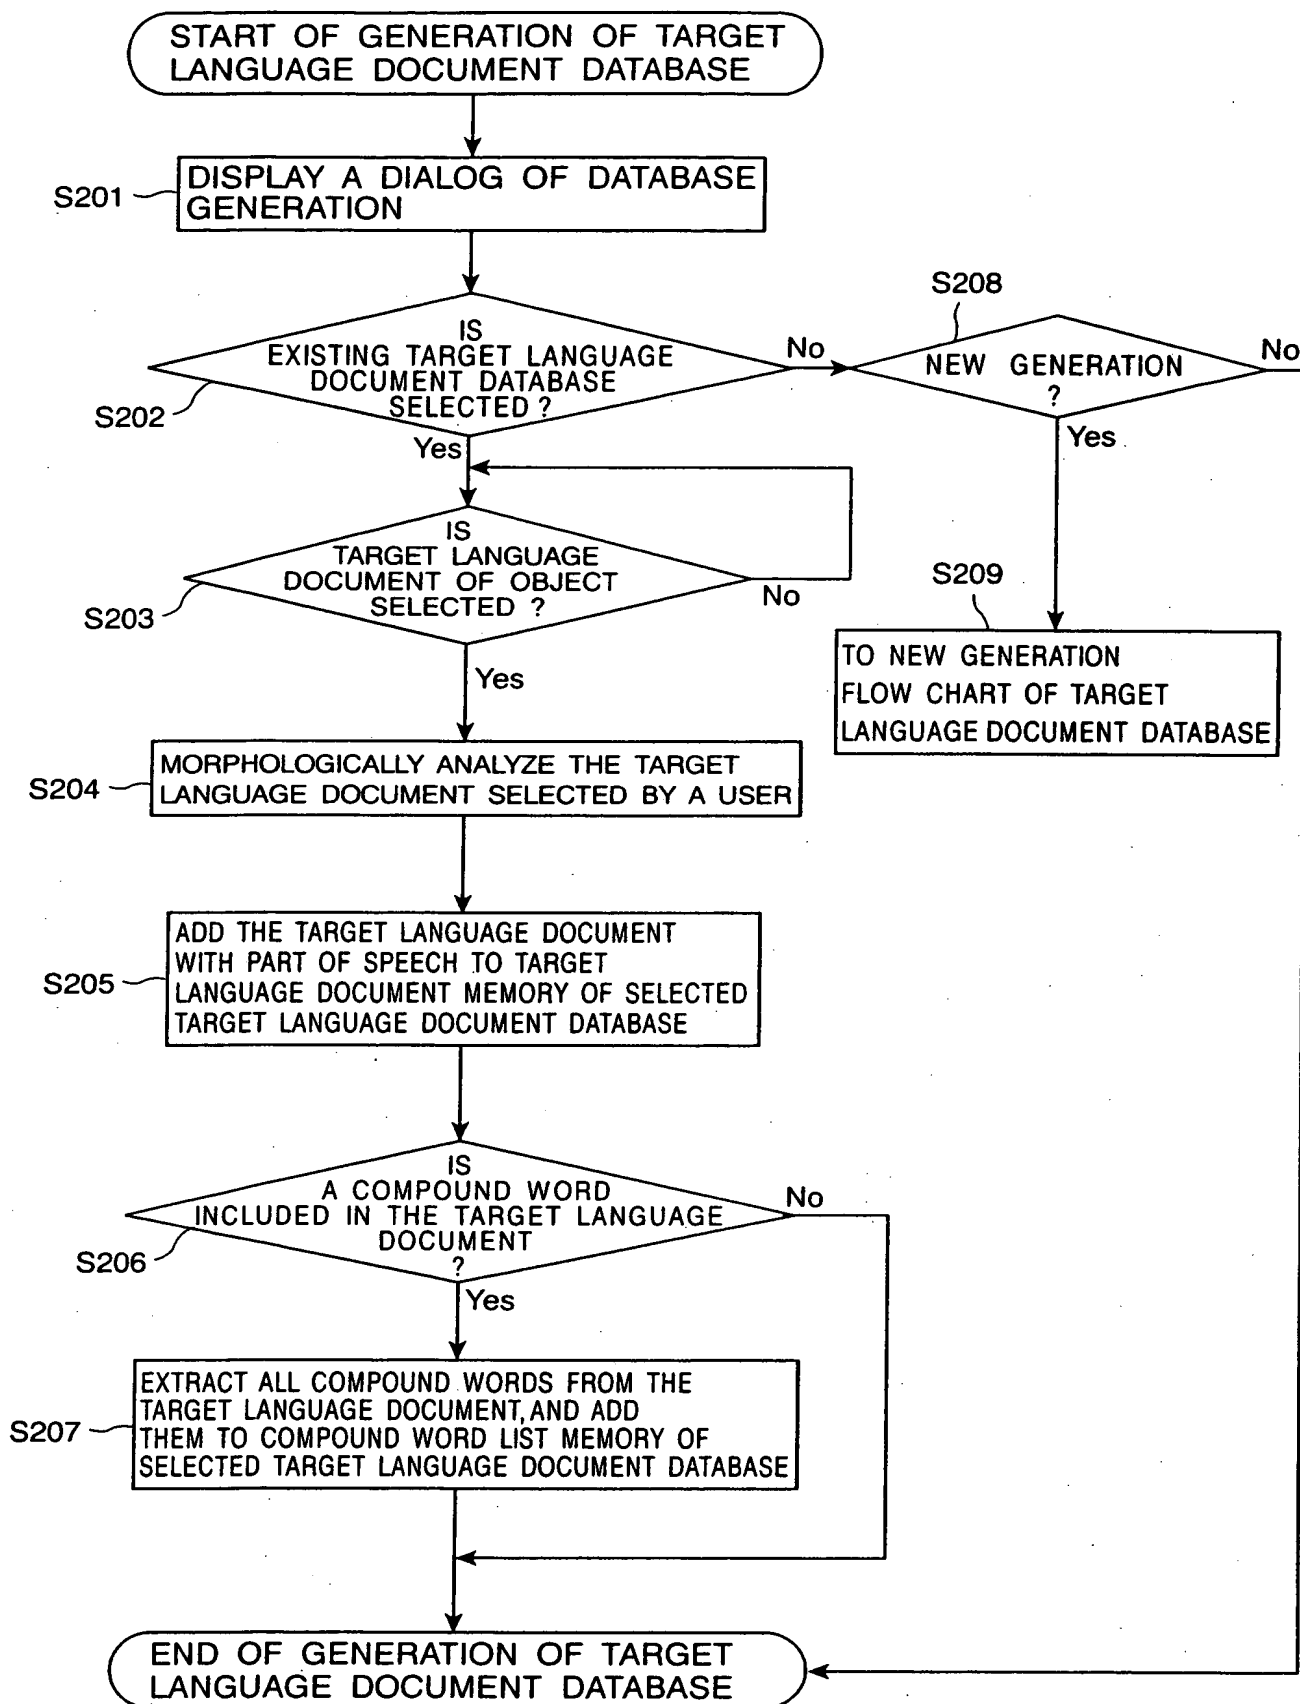 START OF GENERATION OF TARGET
LANGUAGE DOCUMENT DATABASE
S201
DISPLAY A DIALOG OF DATABASE
GENERATION
S202
IS
EXISTING TARGET LANGUAGE
DOCUMENT DATABASE
SELECTED ?
No
Yes
S208
NEW GENERATION
?
No
Yes
S203
IS
TARGET LANGUAGE
DOCUMENT OF OBJECT
SELECTED ?
No
Yes
S209
TO NEW GENERATION
FLOW CHART OF TARGET
LANGUAGE DOCUMENT DATABASE
S204
MORPHOLOGICALLY ANALYZE THE TARGET
LANGUAGE DOCUMENT SELECTED BY A USER
S205
ADD THE TARGET LANGUAGE DOCUMENT
WITH PART OF SPEECH TO TARGET
LANGUAGE DOCUMENT MEMORY OF SELECTED
TARGET LANGUAGE DOCUMENT DATABASE
S206
IS
A COMPOUND WORD
INCLUDED IN THE TARGET LANGUAGE
DOCUMENT
?
No
Yes
S207
EXTRACT ALL COMPOUND WORDS FROM THE
TARGET LANGUAGE DOCUMENT, AND ADD
THEM TO COMPOUND WORD LIST MEMORY OF
SELECTED TARGET LANGUAGE DOCUMENT DATABASE
END OF GENERATION OF TARGET
LANGUAGE DOCUMENT DATABASE